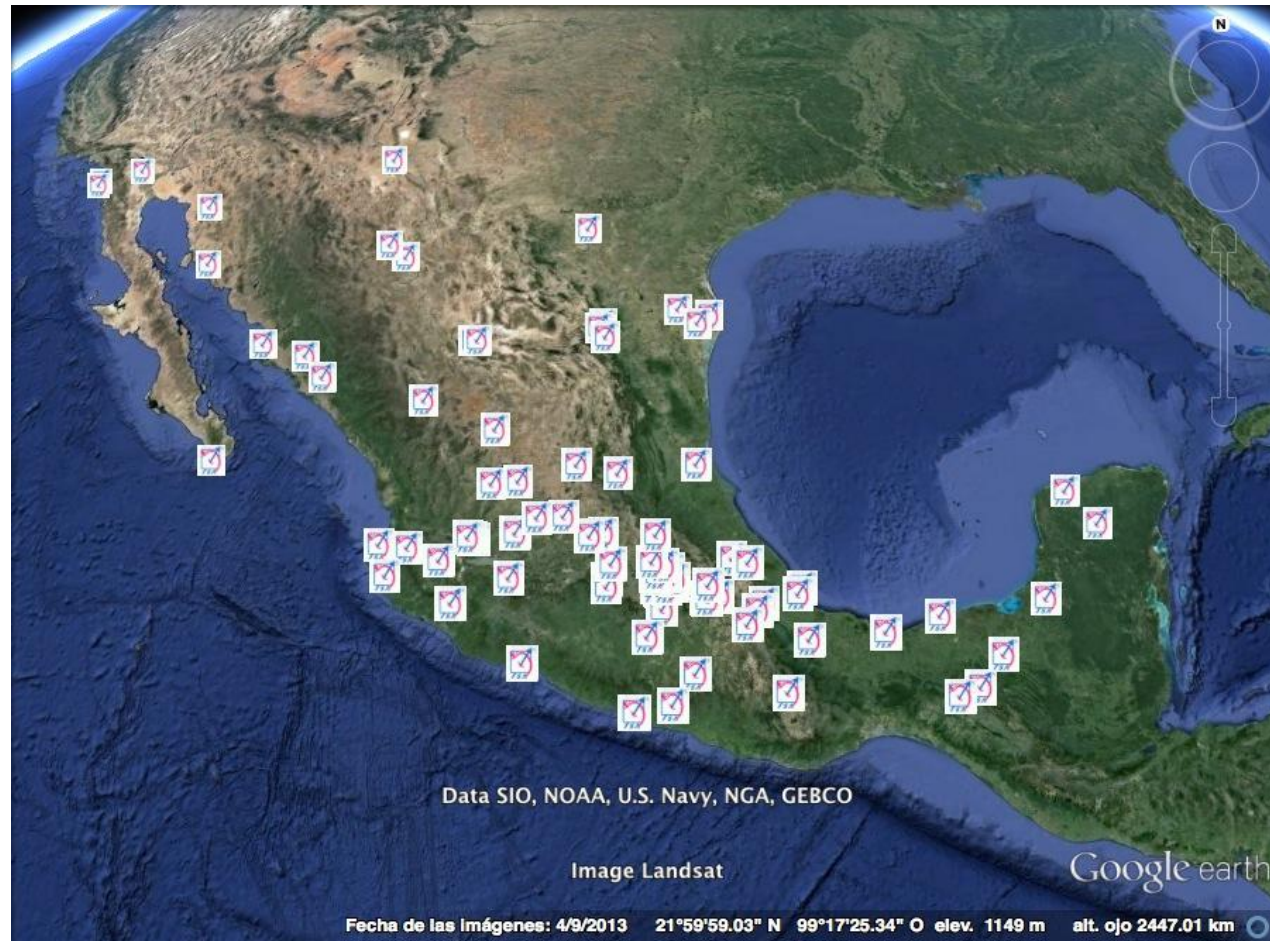 N
Data SIO, NOAA, U.S. Navy, NGA, GEBCO
Image Landsat
Google earth
Fecha de las Imágenes: 4/9/2013 21°59'59.03" N 99°17'25.34" O elev. 1149 m alt. ojo 2447.01 km